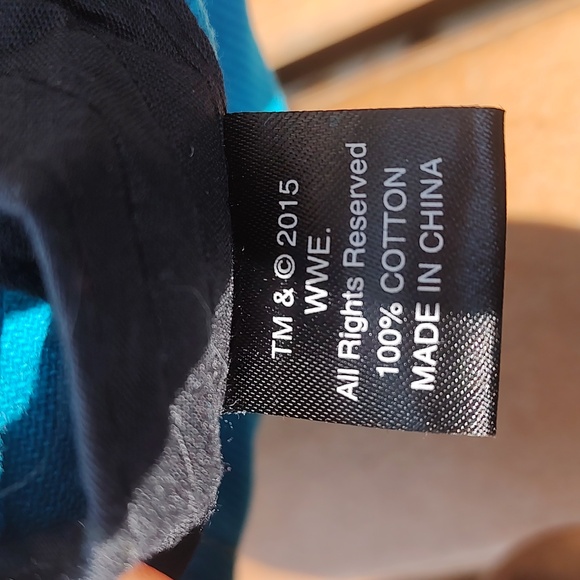 TM & © 2015
WWE.
All Rights Reserved
100% COTTON
MADE IN CHINA